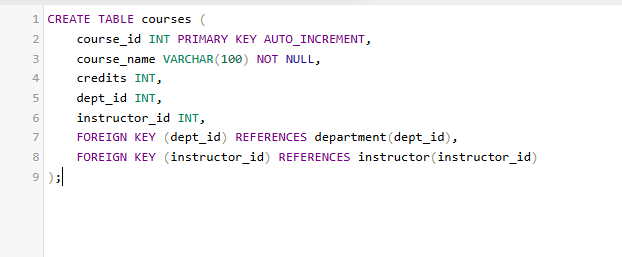 1 CREATE TABLE courses (
2     course_id INT PRIMARY KEY AUTO_INCREMENT,
3     course_name VARCHAR(100) NOT NULL,
4     credits INT,
5     dept_id INT,
6     instructor_id INT,
7     FOREIGN KEY (dept_id) REFERENCES department(dept_id),
8     FOREIGN KEY (instructor_id) REFERENCES instructor(instructor_id)
9 );